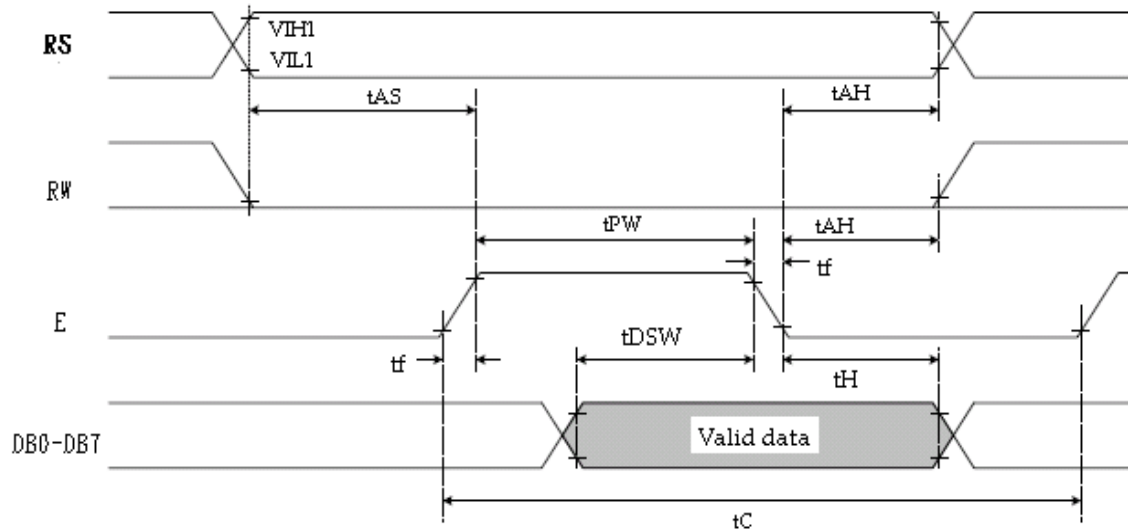 RS
VIH1
VIL1
tAS
tAH
RW
tPW
tAH
tf
E
tDSW
tf
tH
DB0-DB7
Valid data
tC